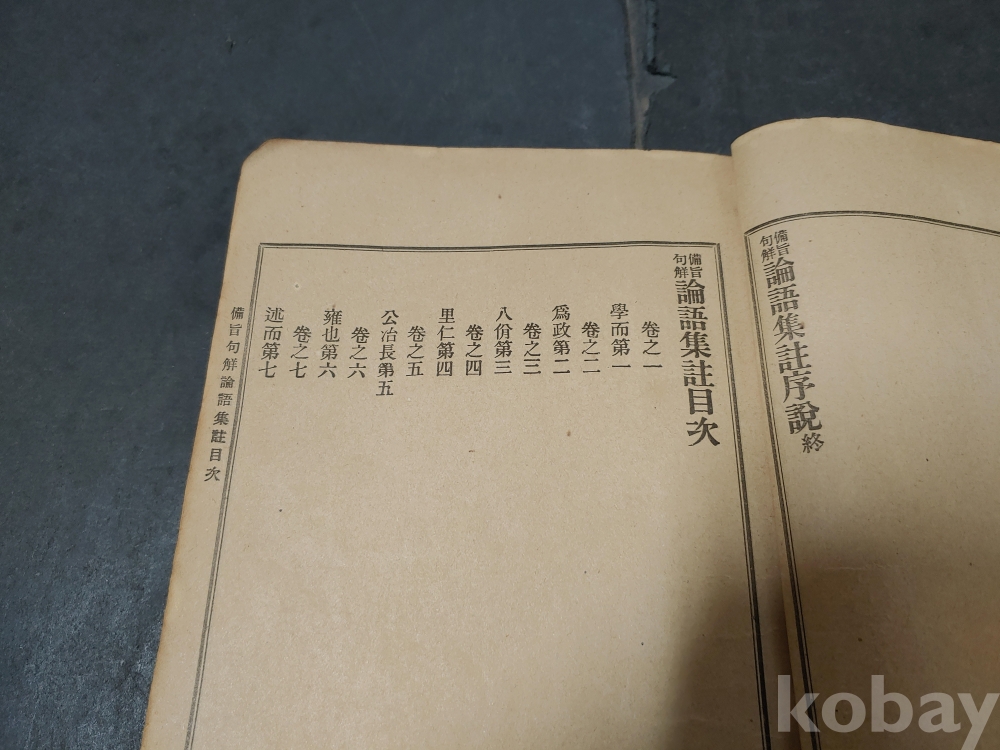 備旨句解論語集註序說終
備旨句解論語集註目次
卷之一
學而第一
卷之二
爲政第二
卷之三
八佾第三
卷之四
里仁第四
卷之五
公冶長第五
卷之六
雍也第六
卷之七
述而第七
備旨句解論語集註目次
kobay